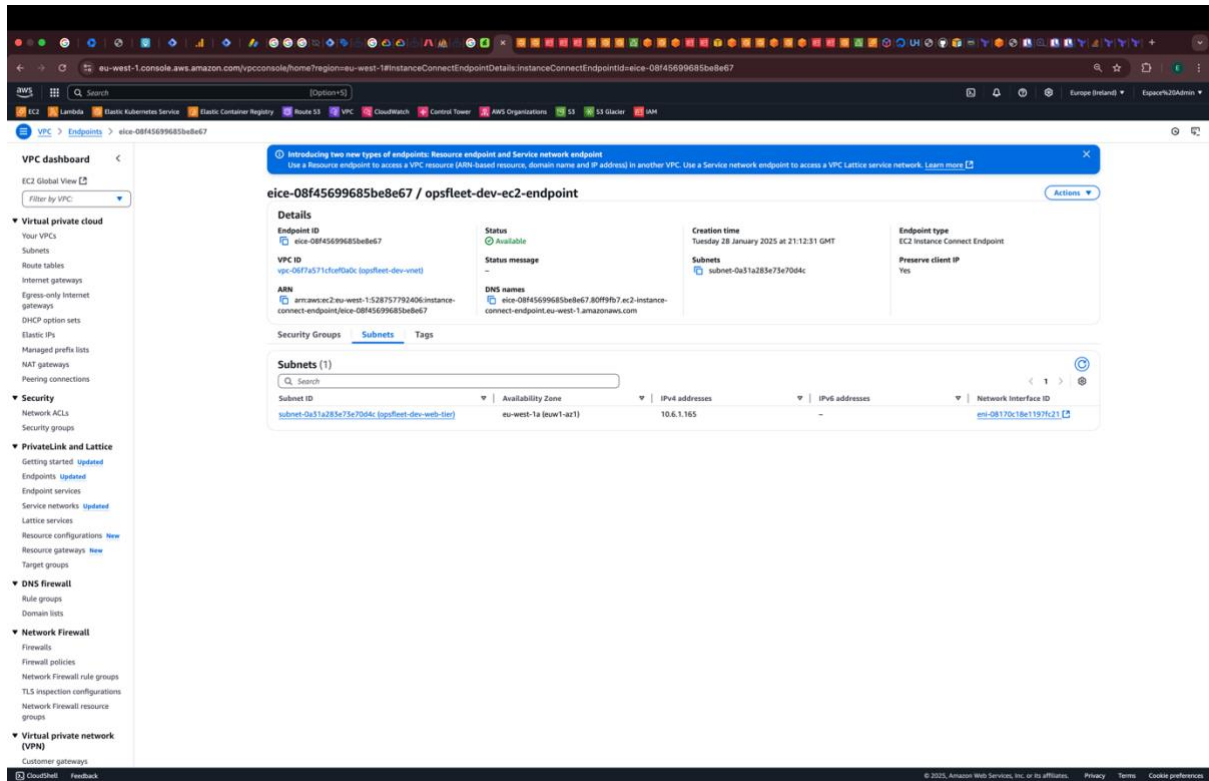 eu-west-1.console.aws.amazon.com/vpcconsole/home?region=eu-west-1#InstanceConnectEndpointDetails:instanceConnectEndpointId=eice-08f45699685be8e67
aws Search [Option+S] Europe (Ireland) Espace%20Admin
EC2 Lambda Elastic Kubernetes Service Elastic Container Registry Route 53 VPC CloudWatch Control Tower AWS Organizations S3 S3 Glacier IAM
VPC > Endpoints > eice-08f45699685be8e67
VPC dashboard
EC2 Global View
Filter by VPC:
Virtual private cloud
Your VPCs
Subnets
Route tables
Internet gateways
Egress-only Internet
gateways
DHCP option sets
Elastic IPs
Managed prefix lists
NAT gateways
Peering connections
Security
Network ACLs
Security groups
PrivateLink and Lattice
Getting started Updated
Endpoints Updated
Endpoint services
Service networks Updated
Lattice services
Resource configurations New
Resource gateways New
Target groups
DNS firewall
Rule groups
Domain lists
Network Firewall
Firewalls
Firewall policies
Network Firewall rule groups
TLS inspection configurations
Network Firewall resource
groups
Virtual private network
(VPN)
Customer gateways
Introducing two new types of endpoints: Resource endpoint and Service network endpoint
Use a Resource endpoint to access a VPC resource (ARN-based resource, domain name and IP address) in another VPC. Use a Service network endpoint to access a VPC Lattice service network. Learn more
eice-08f45699685be8e67 / opsfleet-dev-ec2-endpoint
Actions
Details
Endpoint ID
eice-08f45699685be8e67
Status
Available
Creation time
Tuesday 28 January 2025 at 21:12:31 GMT
Endpoint type
EC2 Instance Connect Endpoint
VPC ID
vpc-06f7a571cfcef0a0c (opsfleet-dev-vnet)
Status message
–
Subnets
subnet-0a31a283e73e70d4c
Preserve client IP
Yes
ARN
arn:aws:ec2:eu-west-1:528757792406:instance-
connect-endpoint/eice-08f45699685be8e67
DNS names
eice-08f45699685be8e67.80ff9fb7.ec2-instance-
connect-endpoint.eu-west-1.amazonaws.com
Security Groups Subnets Tags
Subnets (1)
Search
1
Subnet ID Availability Zone IPv4 addresses IPv6 addresses Network Interface ID
subnet-0a31a283e73e70d4c (opsfleet-dev-web-tier) eu-west-1a (euw1-az1) 10.6.1.165 – eni-08170c18e1197fc21
CloudShell Feedback © 2025, Amazon Web Services, Inc. or its affiliates. Privacy Terms Cookie preferences